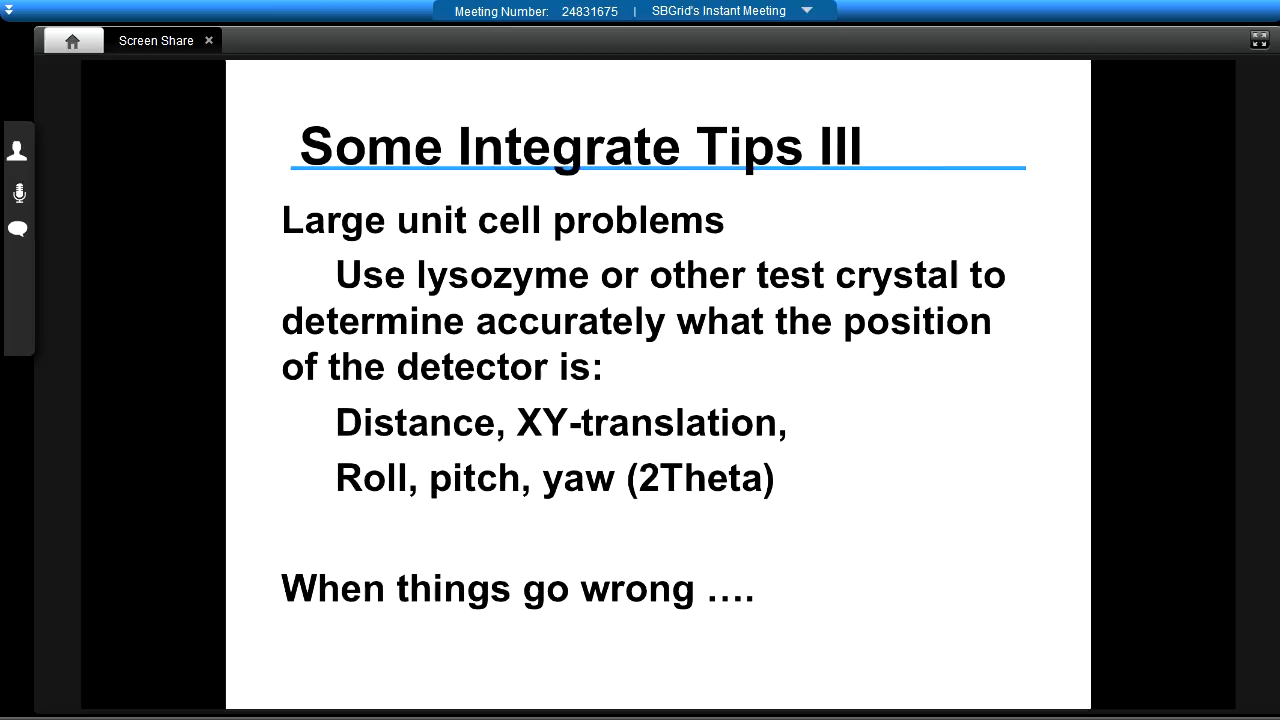 Meeting Number: 24831675 | SBGrid's Instant Meeting
Screen Share
Some Integrate Tips III
Large unit cell problems
Use lysozyme or other test crystal to
determine accurately what the position
of the detector is:
Distance, XY-translation,
Roll, pitch, yaw (2Theta)
When things go wrong ....